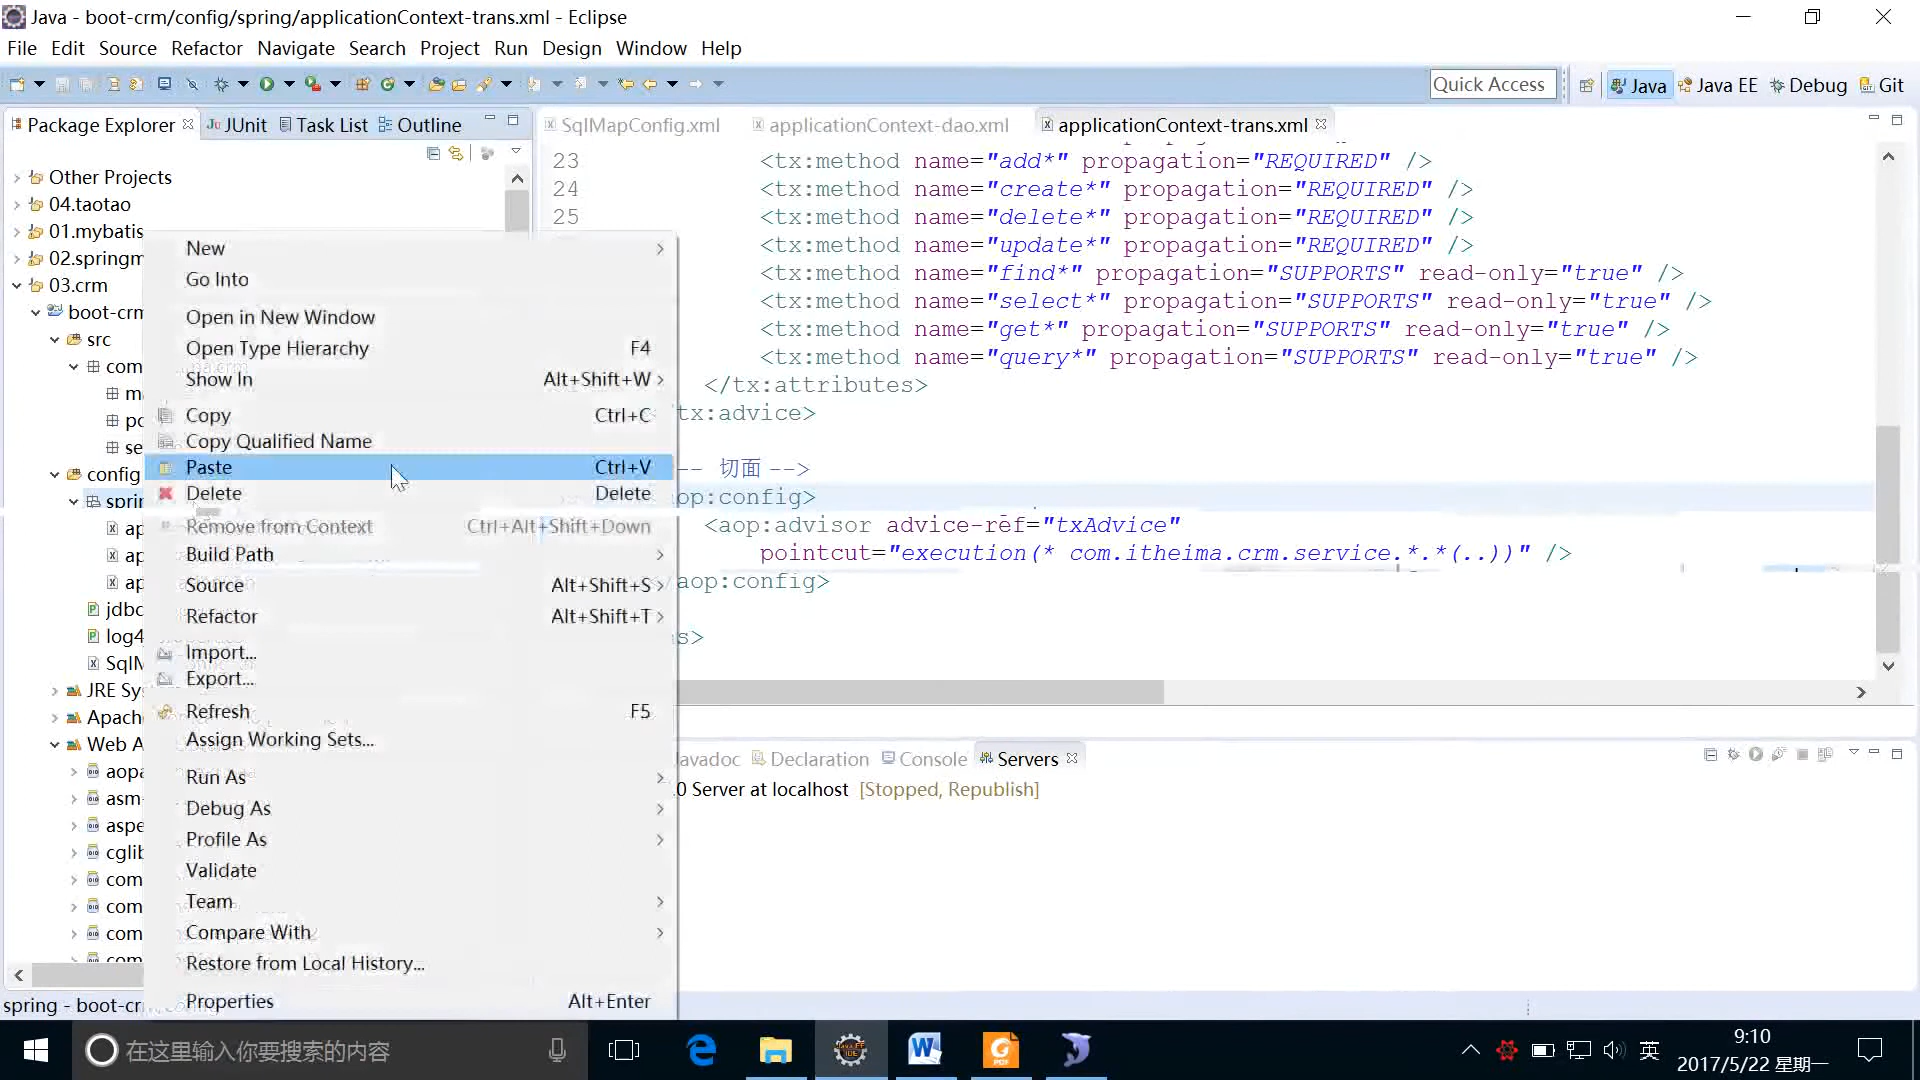 Java - boot-crm/config/spring/applicationContext-trans.xml - Eclipse
File Edit Source Refactor Navigate Search Project Run Design Window Help
Quick Access
Java
Java EE
Debug
Git
Package Explorer
JUnit
Task List
Outline
Other Projects
04.taotao
01.mybatis
02.springm
03.crm
boot-crm
src
com
config
jdbc
log4
SqlM
JRE Sy
Apach
Web A
aopa
asm-
aspe
cglib
com
com
com
spring - boot-cr
New
Go Into
Open in New Window
Open Type Hierarchy F4
Show In Alt+Shift+W
Copy Ctrl+C
Copy Qualified Name
Paste Ctrl+V
Delete Delete
Remove from Context Ctrl+Alt+Shift+Down
Build Path
Source Alt+Shift+S
Refactor Alt+Shift+T
Import...
Export...
Refresh F5
Assign Working Sets...
Run As
Debug As
Profile As
Validate
Team
Compare With
Restore from Local History...
Properties Alt+Enter
SqlMapConfig.xml
applicationContext-dao.xml
applicationContext-trans.xml
23 <tx:method name="add*" propagation="REQUIRED" />
24 <tx:method name="create*" propagation="REQUIRED" />
25 <tx:method name="delete*" propagation="REQUIRED" />
<tx:method name="update*" propagation="REQUIRED" />
<tx:method name="find*" propagation="SUPPORTS" read-only="true" />
<tx:method name="select*" propagation="SUPPORTS" read-only="true" />
<tx:method name="get*" propagation="SUPPORTS" read-only="true" />
<tx:method name="query*" propagation="SUPPORTS" read-only="true" />
</tx:attributes>
tx:advice>
-- 切面 -->
aop:config>
<aop:advisor advice-ref="txAdvice"
pointcut="execution(* com.itheima.crm.service.*.*(..))" />
aop:config>
s>
Javadoc
Declaration
Console
Servers
.0 Server at localhost [Stopped, Republish]
在这里输入你要搜索的内容
英
9:10
2017/5/22 星期一